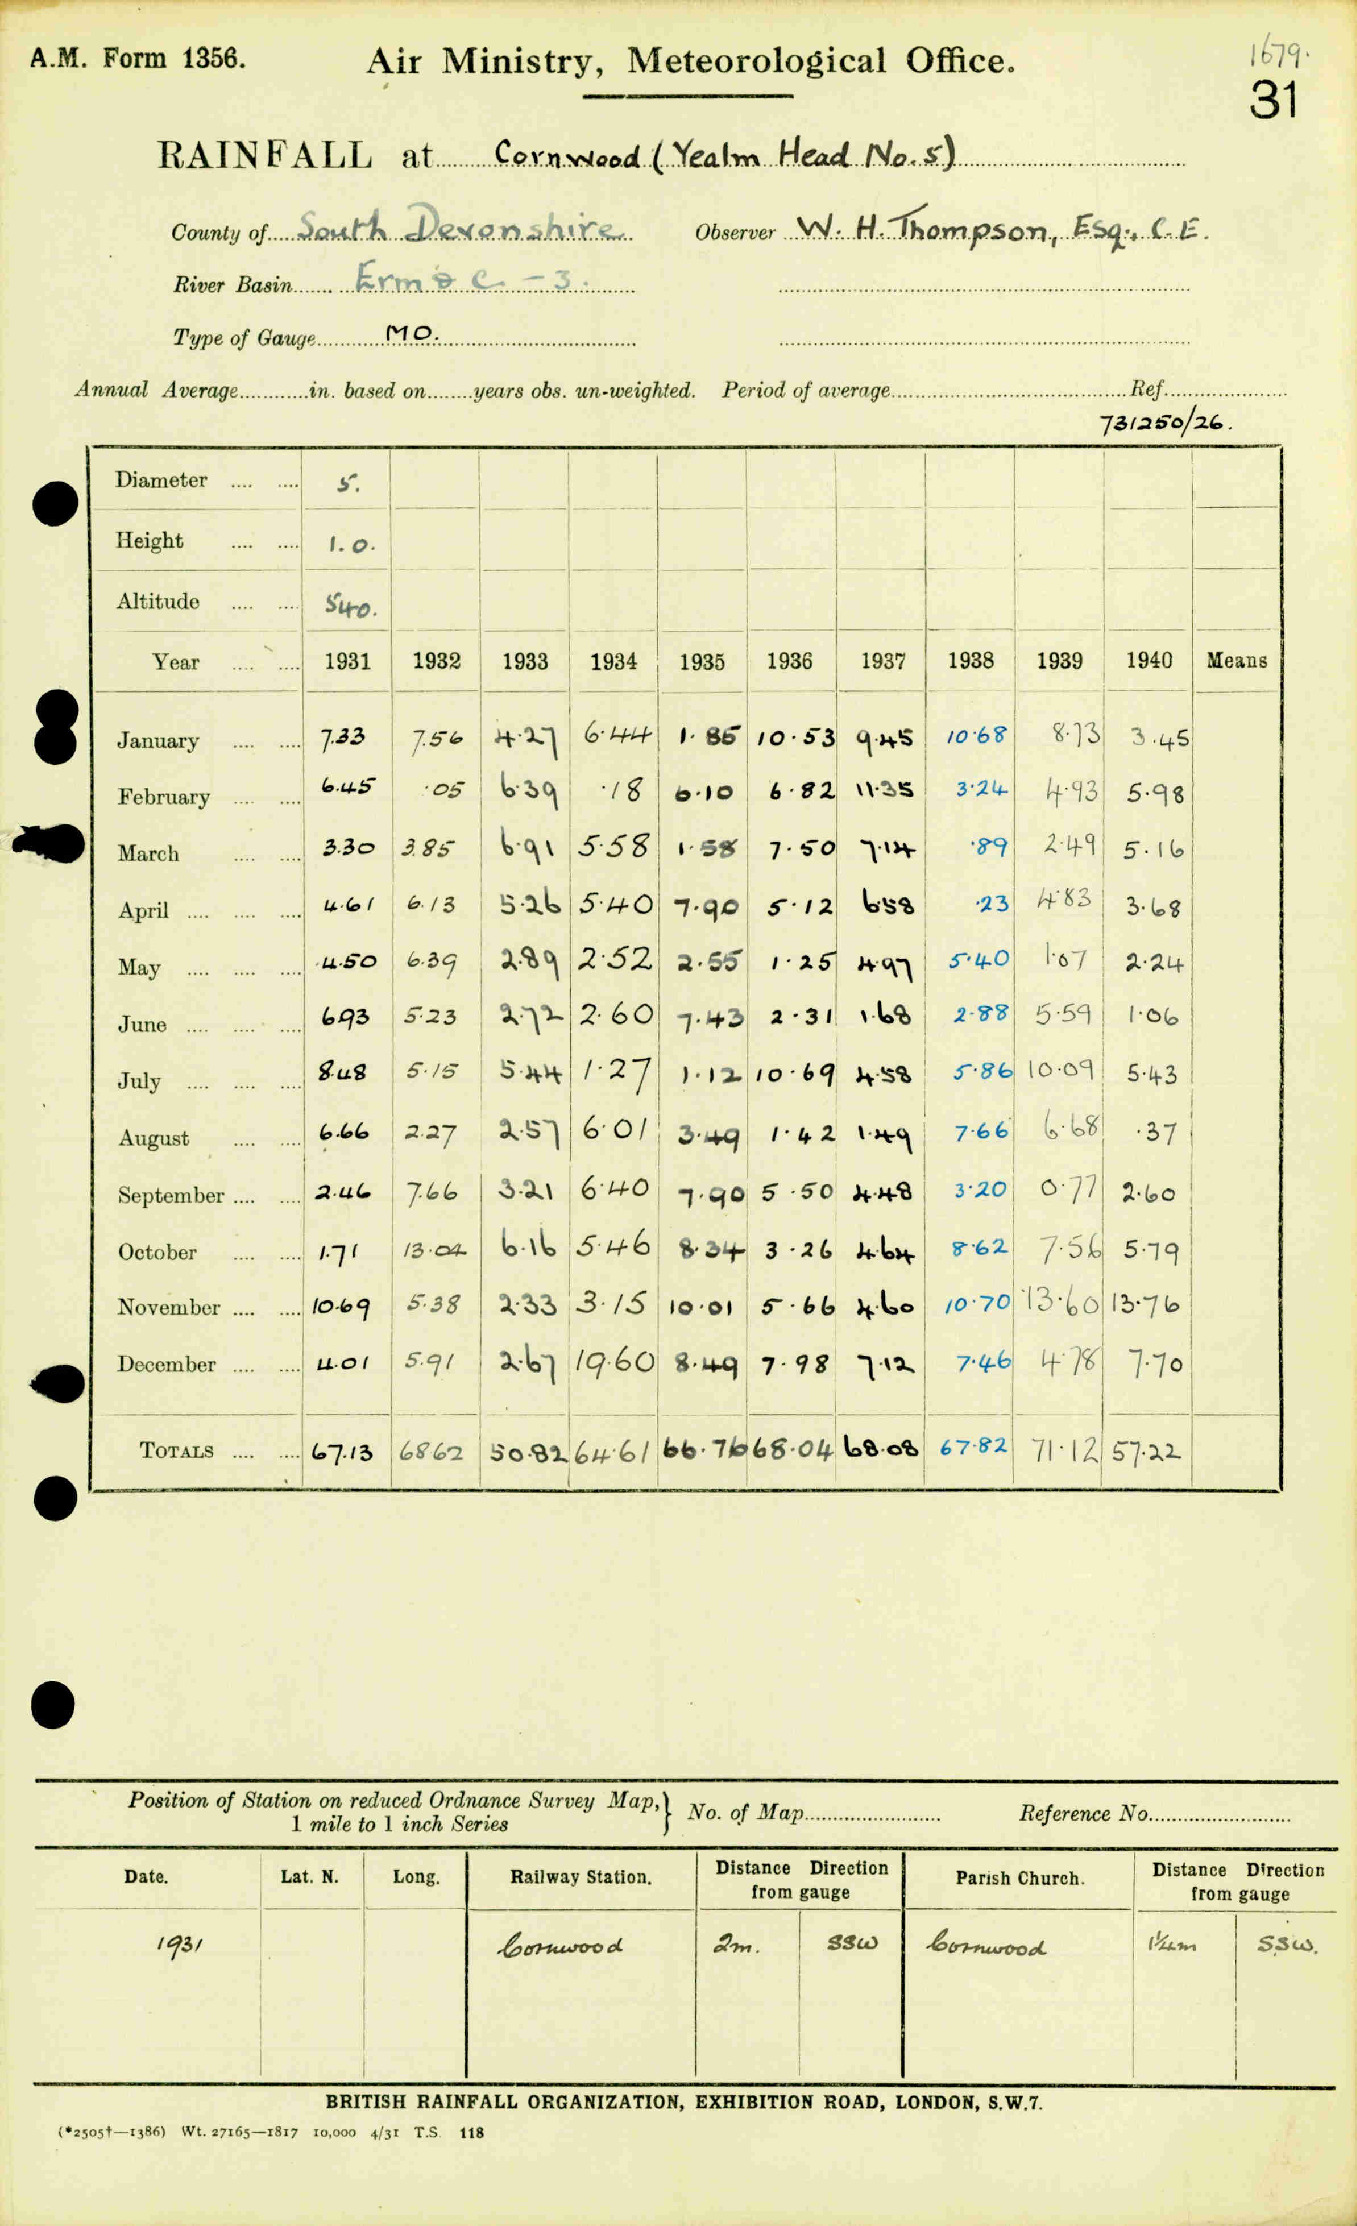 1679.
A.M. Form 1356. Air Ministry, Meteorological Office.
31
RAINFALL at Cornwood (Yealm Head No. 5)
County of South Devonshire Observer W. H. Thompson, Esq., C.E.
River Basin Erm & C - 3.
Type of Gauge MO.
Annual Average............in. based on........years obs. un-weighted. Period of average........................................Ref.....................
731250/26.
Diameter .... .... 5.
Height .... .... 1.0.
Altitude .... .... 540.
Year .... .... 1931 1932 1933 1934 1935 1936 1937 1938 1939 1940 Means
January .... .... 7.33 7.56 4.27 6.44 1.85 10.53 9.45 10.68 8.73 3.45
February .... .... 6.45 .05 6.39 .18 6.10 6.82 11.35 3.24 4.93 5.98
March .... .... 3.30 3.85 6.91 5.58 1.58 7.50 7.14 .89 2.49 5.16
April .... .... .... 4.61 6.13 5.26 5.40 7.90 5.12 6.58 .23 4.83 3.68
May .... .... .... 4.50 6.39 2.89 2.52 2.55 1.25 4.97 5.40 1.07 2.24
June .... .... .... 6.93 5.23 2.72 2.60 7.43 2.31 1.68 2.88 5.59 1.06
July .... .... .... 8.48 5.15 5.44 1.27 1.12 10.69 4.58 5.86 10.09 5.43
August .... .... 6.66 2.27 2.57 6.01 3.49 1.42 1.49 7.66 6.68 .37
September .... .... 2.46 7.66 3.21 6.40 7.90 5.50 4.48 3.20 0.77 2.60
October .... .... 1.71 13.04 6.16 5.46 8.34 3.26 4.64 8.62 7.56 5.79
November .... .... 10.69 5.38 2.33 3.15 10.01 5.66 4.60 10.70 13.60 13.76
December .... .... 4.01 5.91 2.67 19.60 8.49 7.98 7.12 7.46 4.78 7.70
TOTALS .... .... 67.13 68.62 50.82 64.61 66.76 68.04 68.08 67.82 71.12 57.22
Position of Station on reduced Ordnance Survey Map, } No. of Map......................... Reference No.........................
1 mile to 1 inch Series
Date. Lat. N. Long. Railway Station. Distance Direction from gauge Parish Church. Distance Direction from gauge
1931 Cornwood 2m. SSW Cornwood 1¼m SSW.
BRITISH RAINFALL ORGANIZATION, EXHIBITION ROAD, LONDON, S.W.7.
(*2505†—1386) Wt. 27165—1817 10,000 4/31 T.S. 118